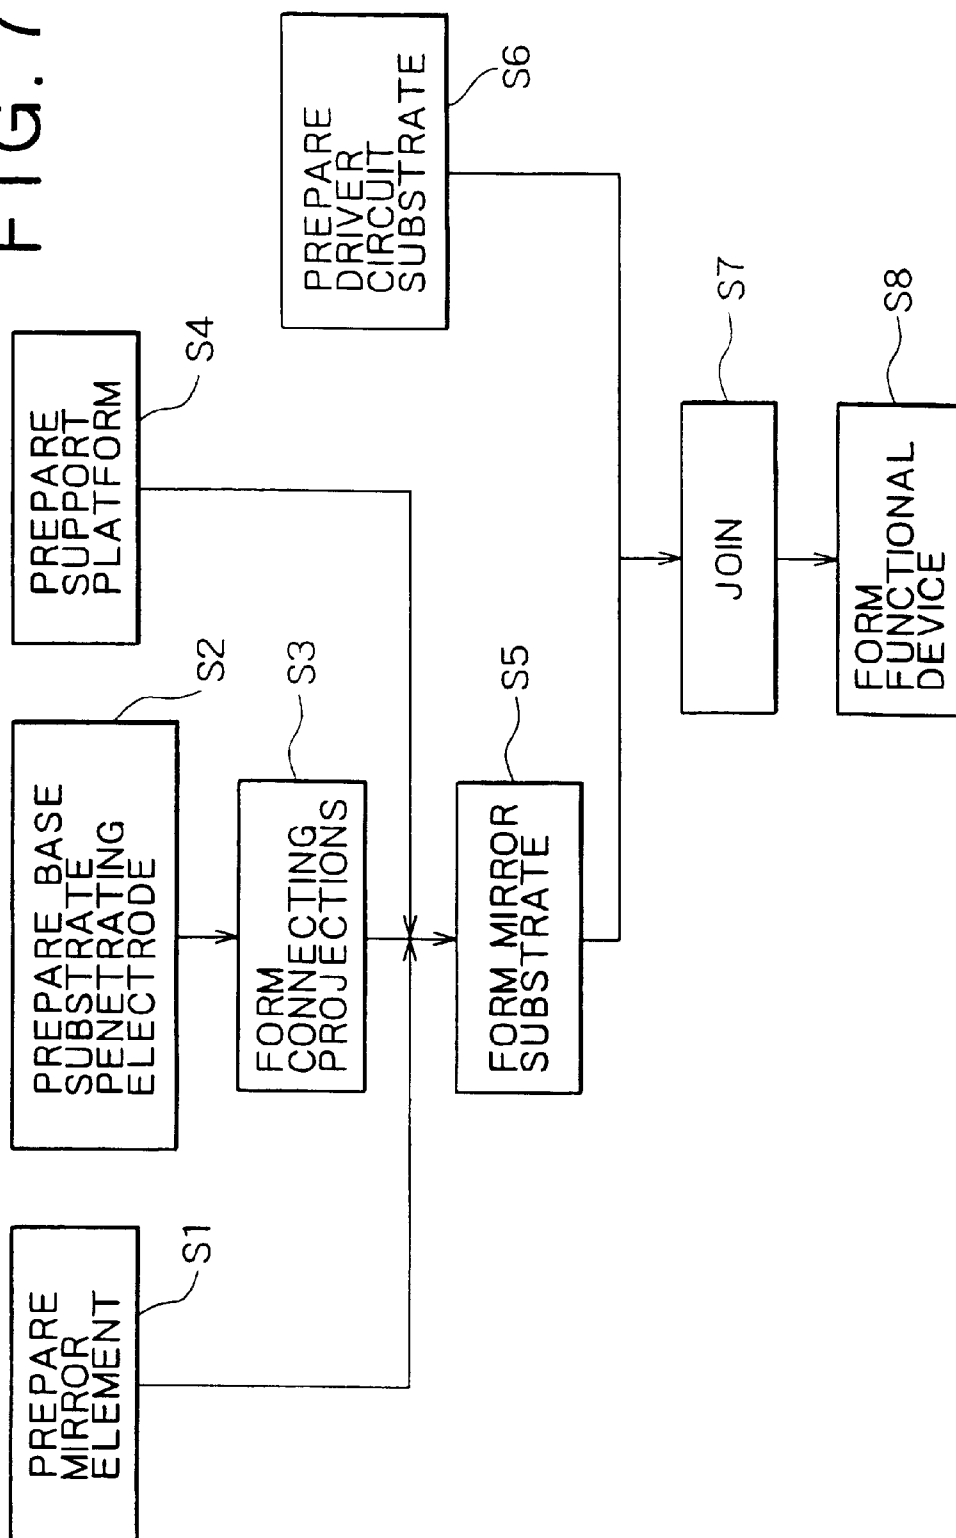 FIG. 7
PREPARE
MIRROR
ELEMENT
S1
PREPARE BASE
SUBSTRATE
PENETRATING
ELECTRODE
S2
FORM
CONNECTING
PROJECTIONS
S3
PREPARE
SUPPORT
PLATFORM
S4
FORM MIRROR
SUBSTRATE
S5
PREPARE
DRIVER
CIRCUIT
SUBSTRATE
S6
JOIN
S7
FORM
FUNCTIONAL
DEVICE
S8